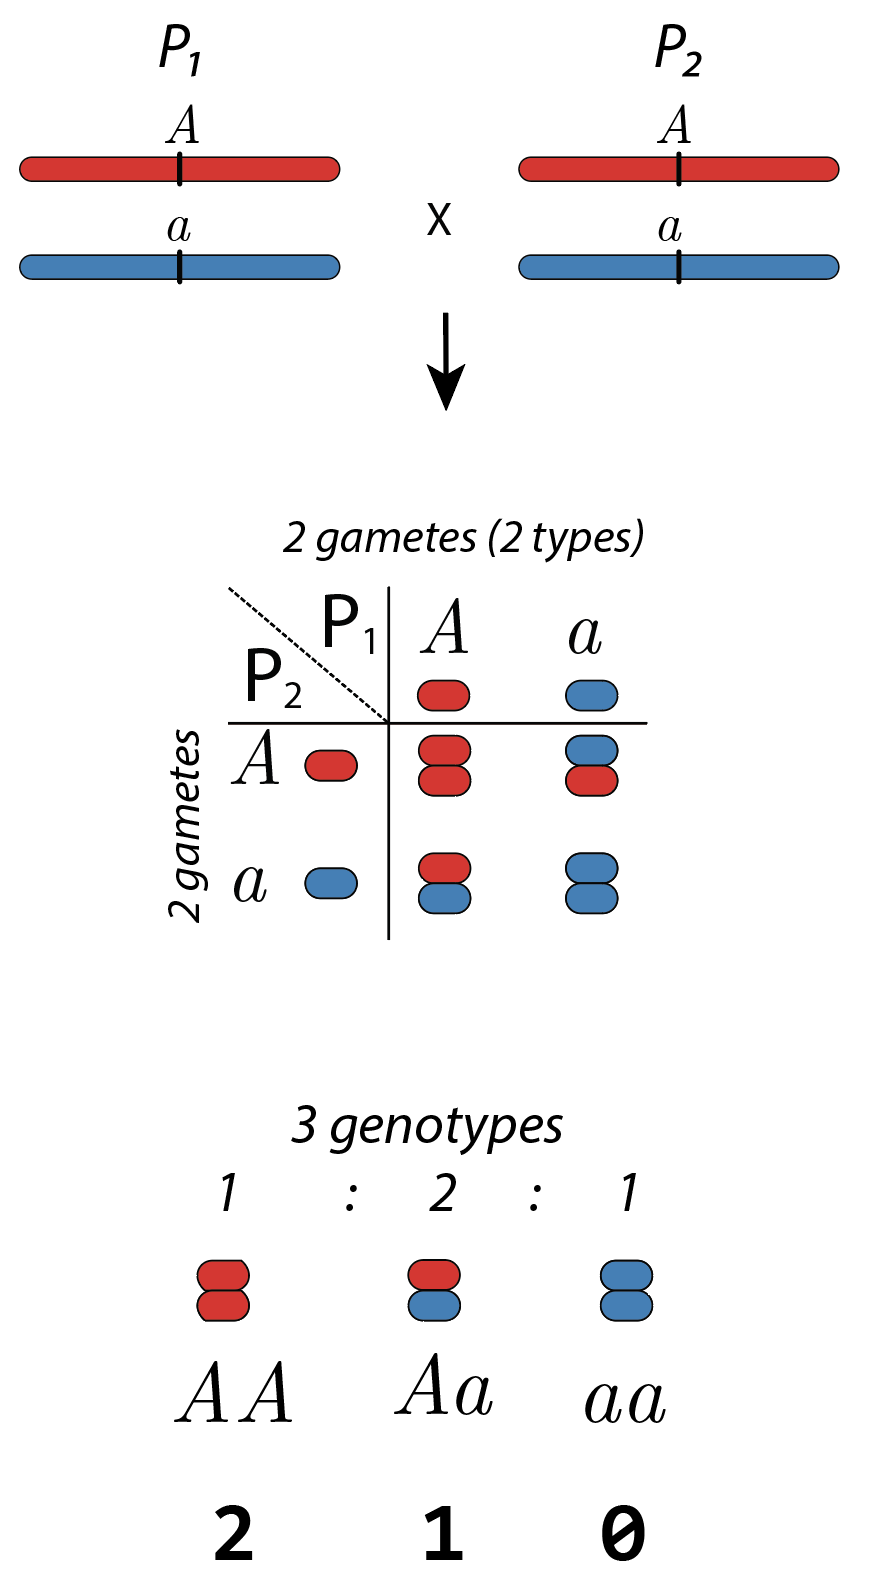 P1 P2
A A
X
a a
2 gametes (2 types)
P1 A a
P2
2 gametes
A
a
3 genotypes
1 : 2 : 1
AA Aa aa
2 1 0